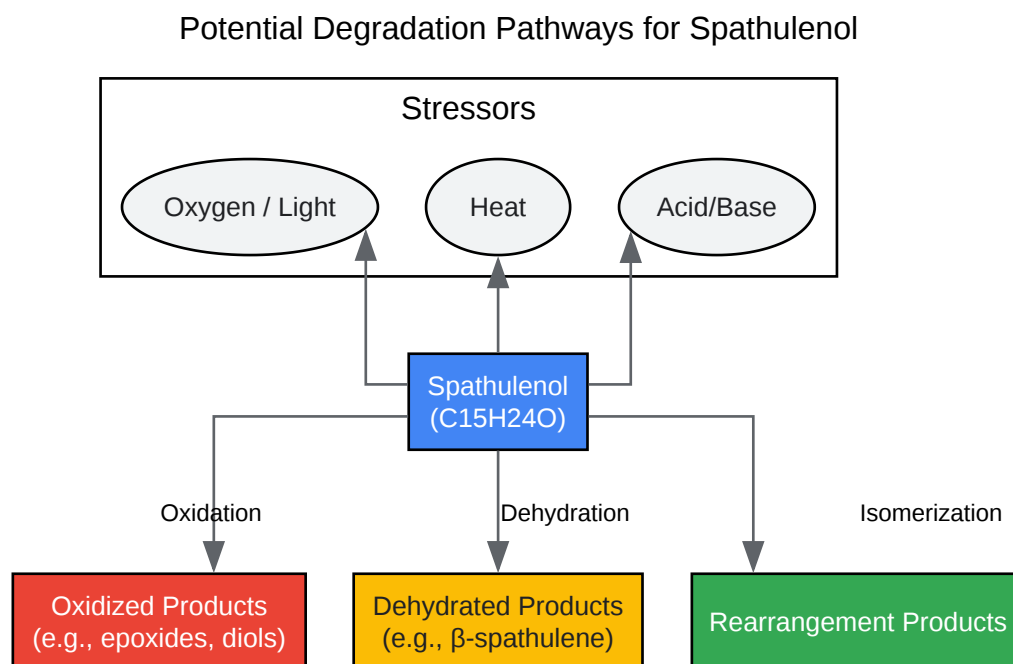 Potential Degradation Pathways for Spathulenol
Stressors
Oxygen / Light
Heat
Acid/Base
Spathulenol
(C15H24O)
Oxidation
Dehydration
Isomerization
Oxidized Products
(e.g., epoxides, diols)
Dehydrated Products
(e.g., β-spathulene)
Rearrangement Products